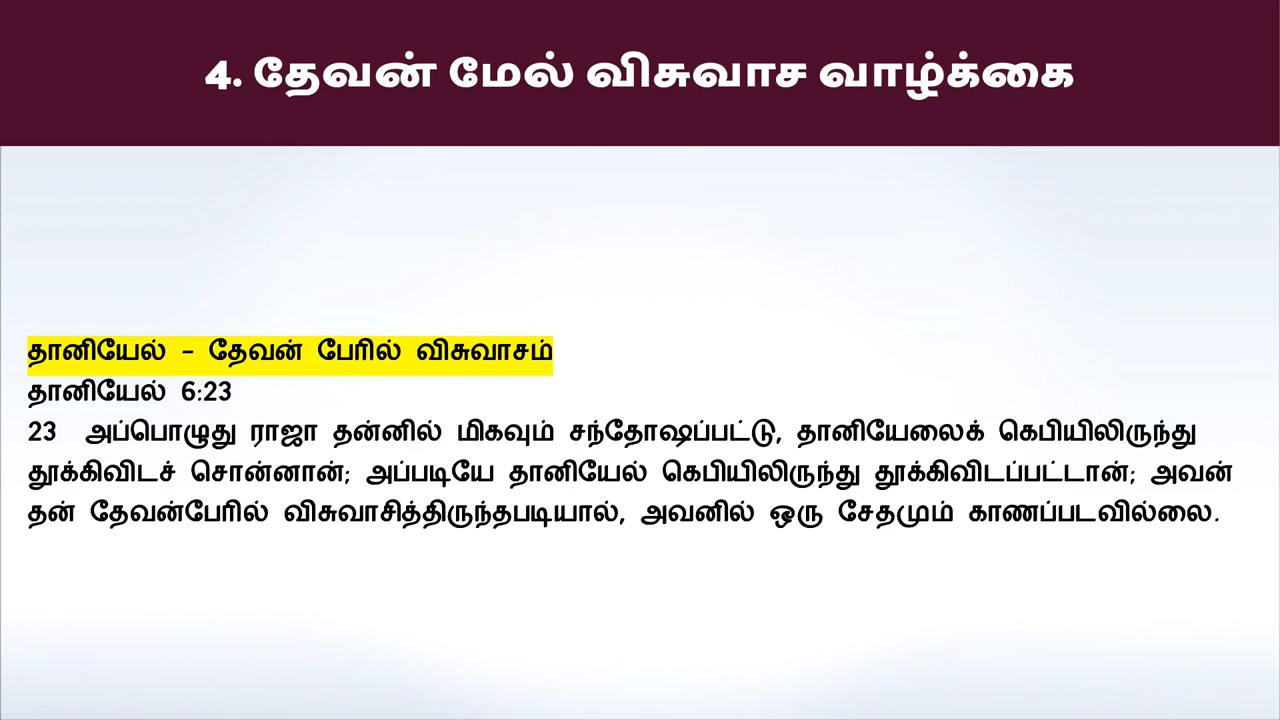 4. தேவன் மேல் விசுவாச வாழ்க்கை
தானியேல் - தேவன் பேரில் விசுவாசம்
தானியேல் 6:23
23 அப்பொழுது ராஜா தன்னில் மிகவும் சந்தோஷப்பட்டு, தானியேலைக் கெபியிலிருந்து
தூக்கிவிடச் சொன்னான்; அப்படியே தானியேல் கெபியிலிருந்து தூக்கிவிடப்பட்டான்; அவன்
தன் தேவன்பேரில் விசுவாசித்திருந்தபடியால், அவனில் ஒரு சேதமும் காணப்படவில்லை.